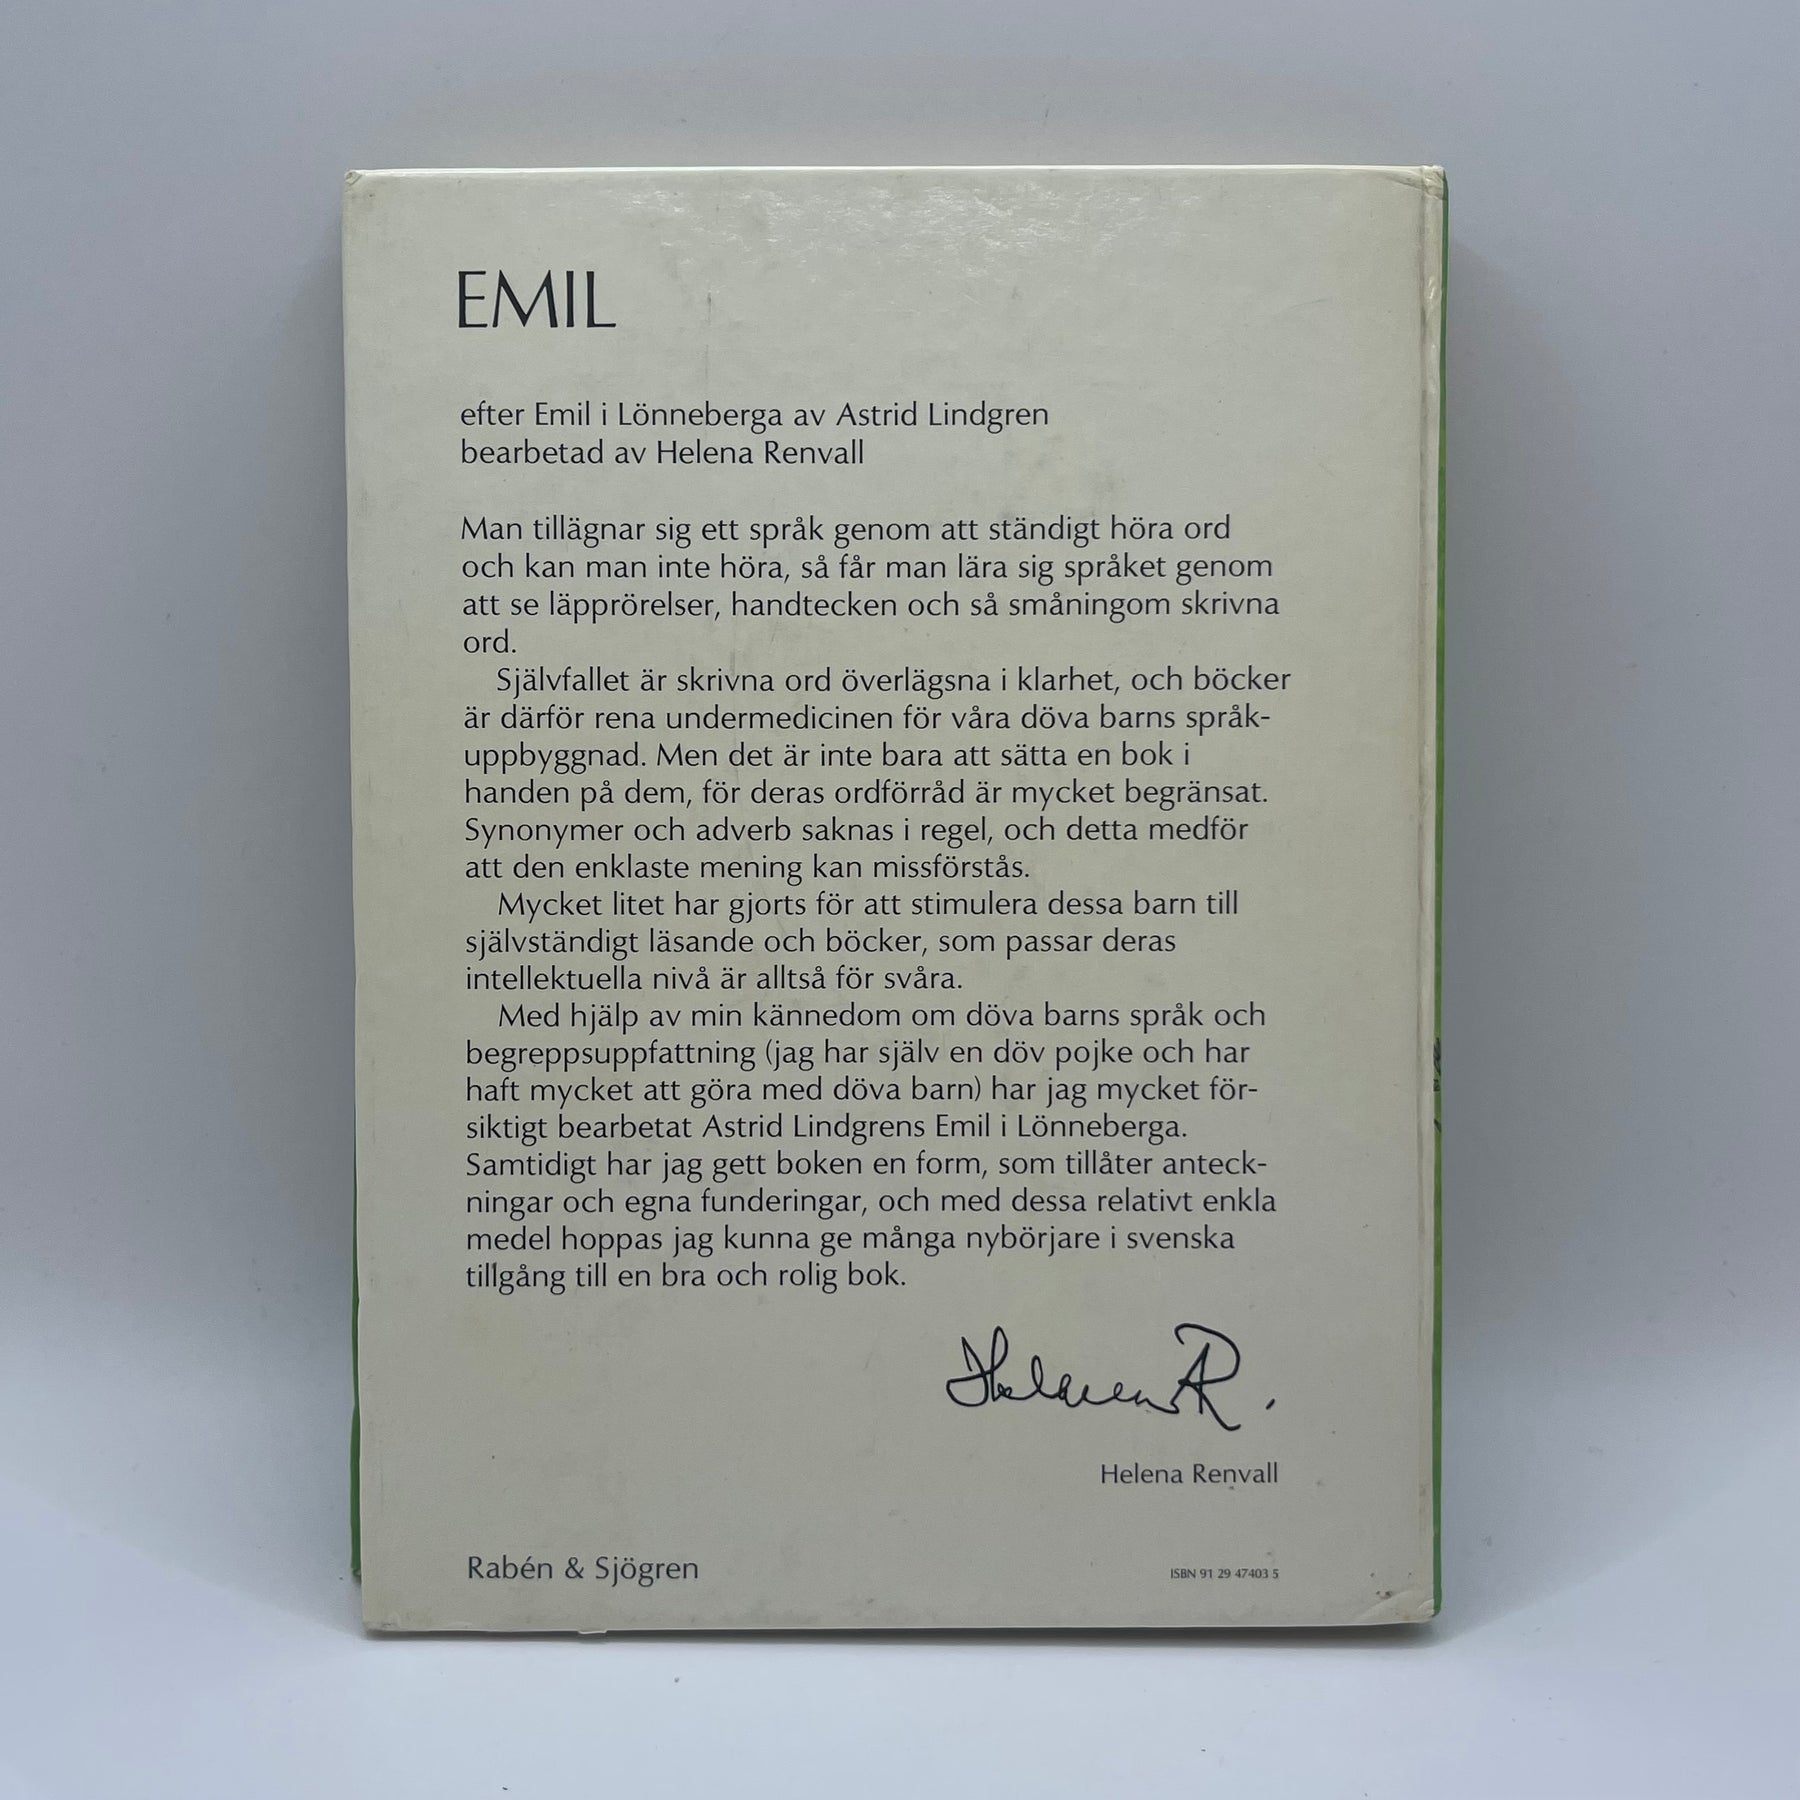 EMIL
efter Emil i Lönneberga av Astrid Lindgren
bearbetad av Helena Renvall
Man tillägnar sig ett språk genom att ständigt höra ord
och kan man inte höra, så får man lära sig språket genom
att se läpprörelser, handtecken och så småningom skrivna
ord.
Självfallet är skrivna ord överlägsna i klarhet, och böcker
är därför rena undermedicinen för våra döva barns språk-
uppbyggnad. Men det är inte bara att sätta en bok i
handen på dem, för deras ordförråd är mycket begränsat.
Synonymer och adverb saknas i regel, och detta medför
att den enklaste mening kan missförstås.
Mycket litet har gjorts för att stimulera dessa barn till
självständigt läsande och böcker, som passar deras
intellektuella nivå är alltså för svåra.
Med hjälp av min kännedom om döva barns språk och
begreppsuppfattning (jag har själv en döv pojke och har
haft mycket att göra med döva barn) har jag mycket för-
siktigt bearbetat Astrid Lindgrens Emil i Lönneberga.
Samtidigt har jag gett boken en form, som tillåter anteck-
ningar och egna funderingar, och med dessa relativt enkla
medel hoppas jag kunna ge många nybörjare i svenska
tillgång till en bra och rolig bok.
Helena Renvall
Rabén & Sjögren
ISBN 91 29 47403 5